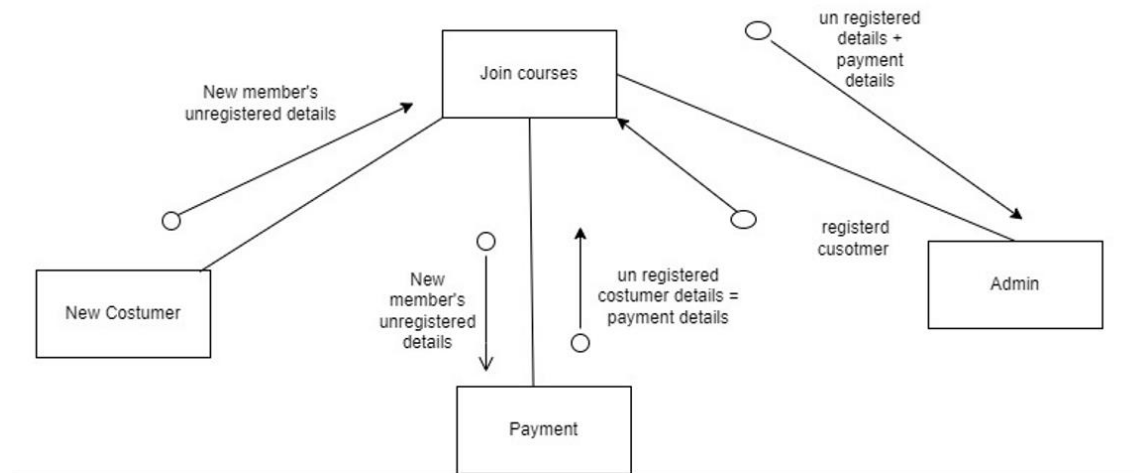 un registered
details +
payment
details
Join courses
New member's
unregistered details
registerd
cusotmer
New Costumer
New
member's
unregistered
details
un registered
costumer details =
payment details
Admin
Payment